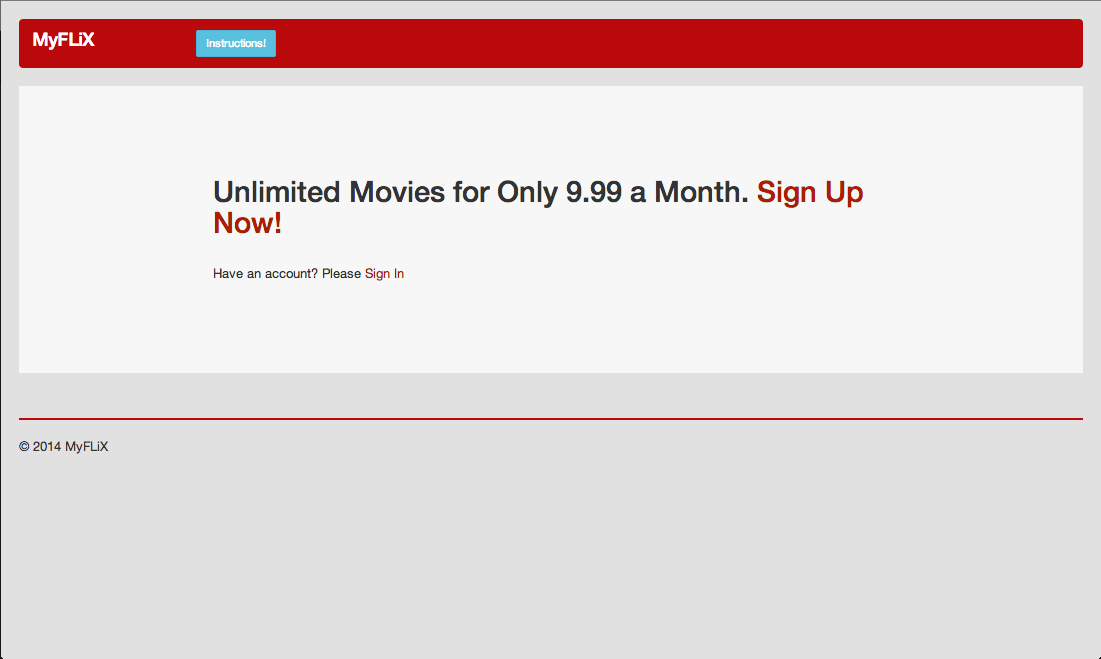 MyFLiX
Instructions!
Unlimited Movies for Only 9.99 a Month. Sign Up
Now!
Have an account? Please Sign In
© 2014 MyFLiX